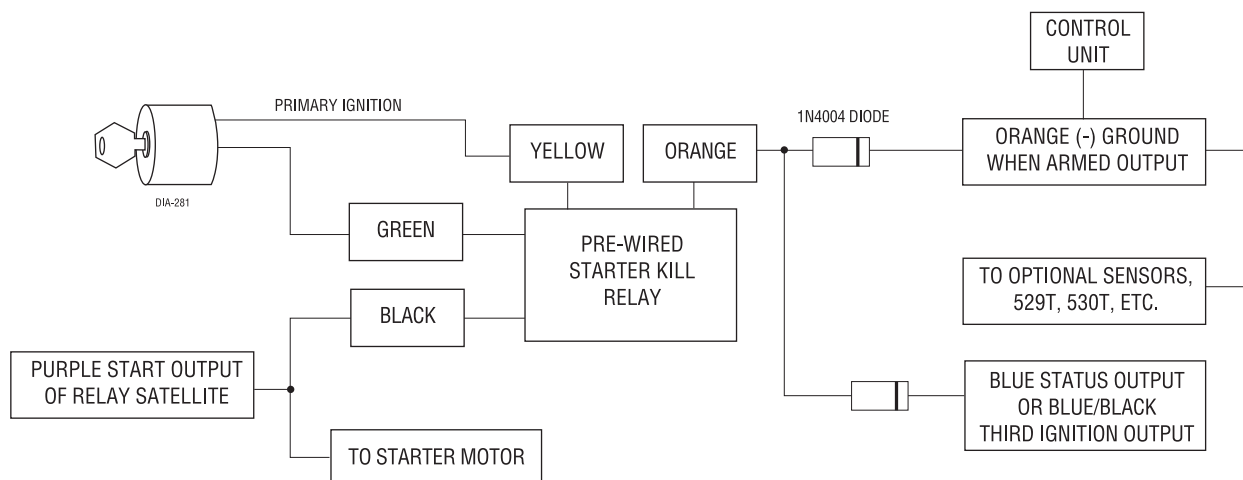 CONTROL
UNIT
PRIMARY IGNITION
1N4004 DIODE
YELLOW
ORANGE
ORANGE (-) GROUND
WHEN ARMED OUTPUT
DIA-281
GREEN
PRE-WIRED
STARTER KILL
RELAY
TO OPTIONAL SENSORS,
529T, 530T, ETC.
BLACK
PURPLE START OUTPUT
OF RELAY SATELLITE
BLUE STATUS OUTPUT
OR BLUE/BLACK
THIRD IGNITION OUTPUT
TO STARTER MOTOR